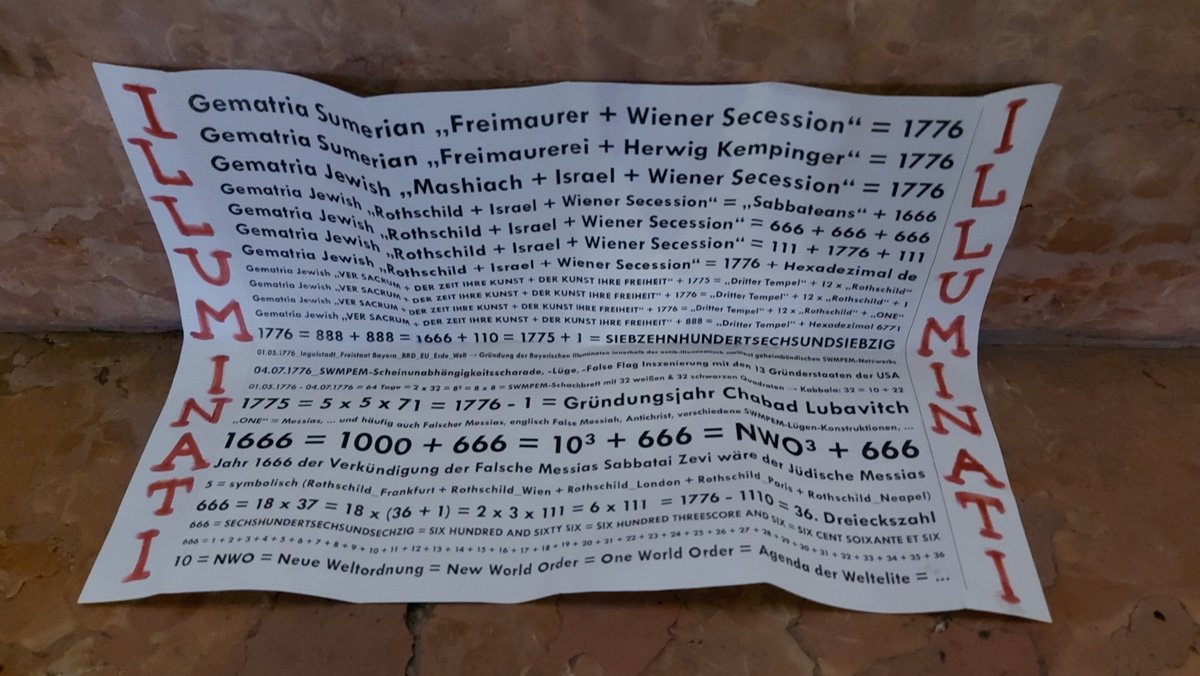 ILLUMINATI
Gematria Sumerian „Freimaurer + Wiener Secession“ = 1776
Gematria Sumerian „Freimaurerei + Herwig Kempinger“ = 1776
Gematria Jewish „Mashiach + Israel + Wiener Secession“ = 1776
Gematria Jewish „Rothschild + Israel + Wiener Secession“ = „Sabbateans“ + 1666
Gematria Jewish „Rothschild + Israel + Wiener Secession“ = 666 + 666 + 666
Gematria Jewish „Rothschild + Israel + Wiener Secession“ = 111 + 1776 + 111
Gematria Jewish „Rothschild + Israel + Wiener Secession“ = 1776 + Hexadezimal de
Gematria Jewish „VER SACRUM + DER ZEIT IHRE KUNST + DER KUNST IHRE FREIHEIT“ + 1775 = „Dritter Tempel“ + 12 x „Rothschild“
Gematria Jewish „VER SACRUM + DER ZEIT IHRE KUNST + DER KUNST IHRE FREIHEIT“ + 1776 = „Dritter Tempel“ + 12 x „Rothschild“ + 1
Gematria Jewish „VER SACRUM + DER ZEIT IHRE KUNST + DER KUNST IHRE FREIHEIT“ + 1776 = „Dritter Tempel“ + 12 x „Rothschild“ + „ONE“
Gematria Jewish „VER SACRUM + DER ZEIT IHRE KUNST + DER KUNST IHRE FREIHEIT“ + 888 = „Dritter Tempel“ + Hexadezimal 6771
1776 = 888 + 888 = 1666 + 110 = 1775 + 1 = SIEBZEHNHUNDERTSECHSUNDSIEBZIG
01.05.1776_Ingolstadt_Freistaat Bayern_BRD_EU_Erde_Welt → Gründung der Bayerischen Illuminaten innerhalb des geheimbündischen SWMPEM-Netzwerks
04.07.1776_SWMPEM-Scheinunabhängigkeitsscharade, -Lüge, -False Flag Inszenierung mit den 13 Gründerstaaten der USA
01.05.1776 - 04.07.1776 = 64 Tage = 2 x 32 = 8² = 8 x 8 = SWMPEM-Schachbrett mit 32 weißen & 32 schwarzen Quadraten → Kabbala: 32 = 10 + 22
1775 = 5 x 5 x 71 = 1776 - 1 = Gründungsjahr Chabad Lubavitch
„ONE“ = Messias, ... und häufig auch Falscher Messias, englisch False Messiah, Antichrist, verschiedene SWMPEM-Lügen-Konstruktionen, ...
1666 = 1000 + 666 = 10³ + 666 = NWO³ + 666
Jahr 1666 der Verkündigung der Falsche Messias Sabbatai Zevi wäre der Jüdische Messias
5 = symbolisch (Rothschild_Frankfurt + Rothschild_Wien + Rothschild_London + Rothschild_Paris + Rothschild_Neapel)
666 = 18 x 37 = 18 x (36 + 1) = 2 x 3 x 111 = 6 x 111 = 1776 - 1110 = 36. Dreieckszahl
666 = SECHSHUNDERTSECHSUNDSECHZIG = SIX HUNDRED AND SIXTY SIX = SIX HUNDRED THREESCORE AND SIX = SIX CENT SOIXANTE ET SIX
666 = 1 + 2 + 3 + 4 + 5 + 6 + 7 + 8 + 9 + 10 + 11 + 12 + 13 + 14 + 15 + 16 + 17 + 18 + 19 + 20 + 21 + 22 + 23 + 24 + 25 + 26 + 27 + 28 + 29 + 30 + 31 + 32 + 33 + 34 + 35 + 36
10 = NWO = Neue Weltordnung = New World Order = One World Order = Agenda der Weltelite = ...
ILLUMINATI